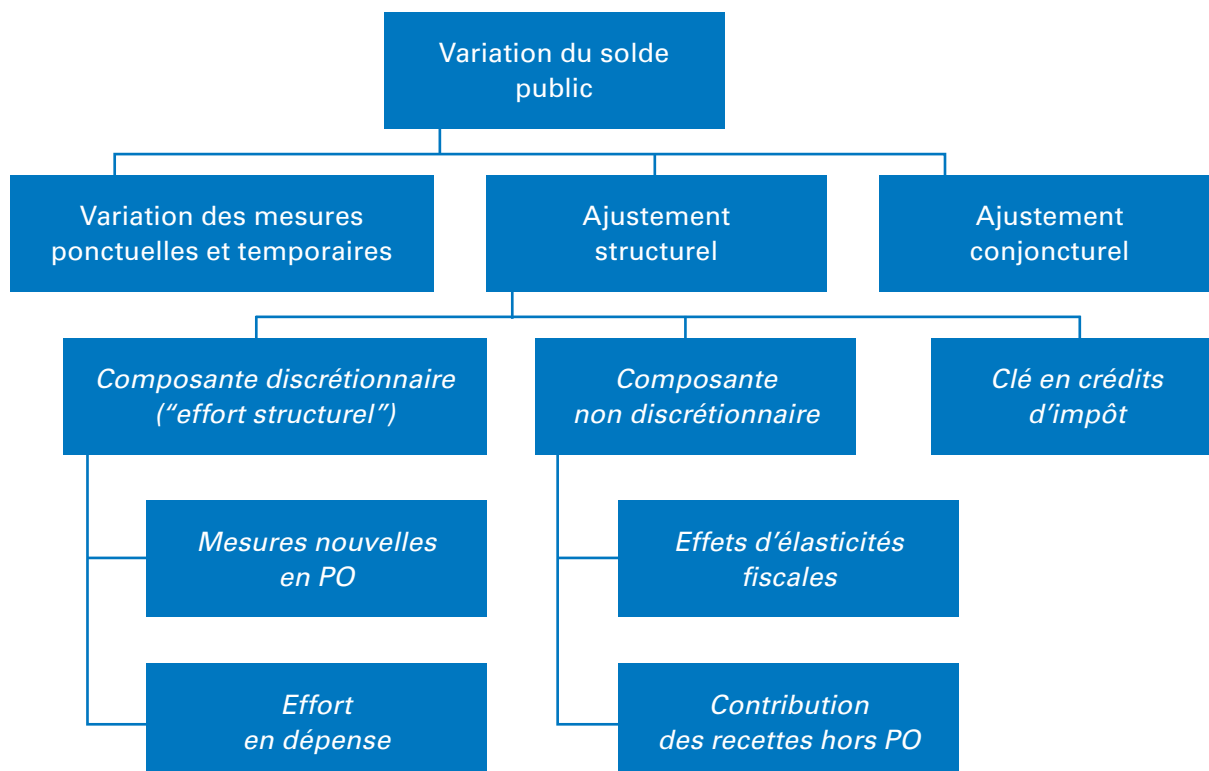 Variation du solde
public
Variation des mesures
ponctuelles et temporaires
Ajustement
structurel
Ajustement
conjoncturel
Composante discrétionnaire
(“effort structurel”)
Composante
non discrétionnaire
Clé en crédits
d’impôt
Mesures nouvelles
en PO
Effets d’élasticités
fiscales
Effort
en dépense
Contribution
des recettes hors PO